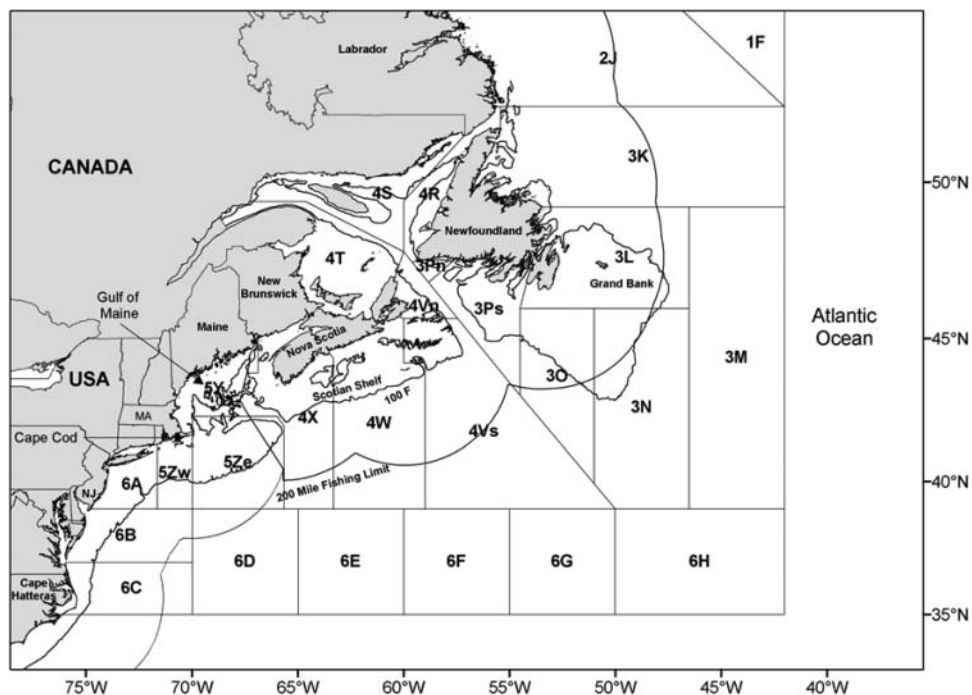 1F
Labrador
2J
3K
CANADA
50°N
4S
4R
Newfoundland
4T
3Pn
3L
Grand Bank
New
Brunswick
Gulf of
Maine
4Vn
3Ps
Maine
Nova Scotia
Atlantic
Ocean
45°N
3M
USA
5Y
Scotian Shelf
100 F
3O
3N
MA
4X
4W
4Vs
Cape Cod
5Zw
5Ze
200 Mile Fishing Limit
NJ
6A
40°N
6B
6C
6D
6E
6F
6G
6H
Cape
Hatteras
35°N
75°W
70°W
65°W
60°W
55°W
50°W
45°W
40°W